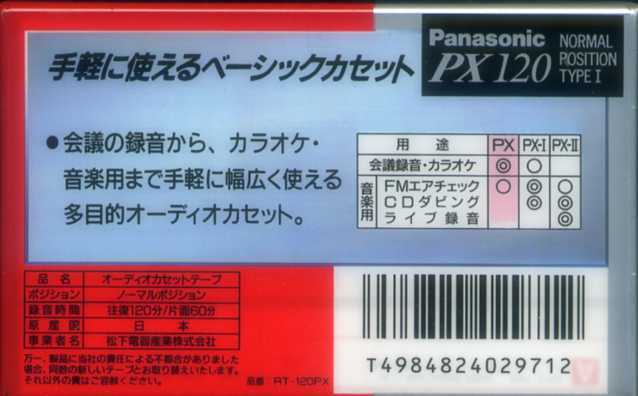 手軽に使えるベーシックカセット
Panasonic
PX120
NORMAL
POSITION
TYPE I
●会議の録音から、カラオケ・
音楽用まで手軽に幅広く使える
多目的オーディオカセット。
用途 PX PX-I PX-II
会議録音・カラオケ ◎ ○
音楽用
FMエアチェック ○ ◎ ○
CDダビング ◎ ◎
ライブ録音 ◎
品名 オーディオカセットテープ
ポジション ノーマルポジション
録音時間 往復120分/片面60分
原産国 日本
事業者名 松下電器産業株式会社
万一、製品に当社の責任による不都合がありました
場合、同数の新しいテープとお取り替えいたします。
それ以外の責はご容赦ください。
品番:RT-120PX
T4984824029712